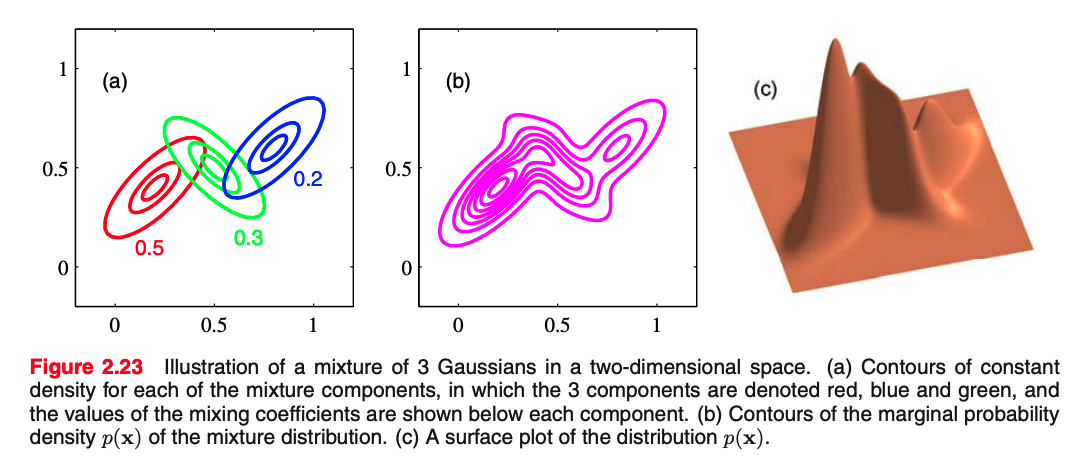 (a)
1
0.5
0
0
0.5
1
0.5
0.3
0.2
(b)
1
0.5
0
0
0.5
1
(c)
Figure 2.23 Illustration of a mixture of 3 Gaussians in a two-dimensional space. (a) Contours of constant
density for each of the mixture components, in which the 3 components are denoted red, blue and green, and
the values of the mixing coefficients are shown below each component. (b) Contours of the marginal probability
density p(x) of the mixture distribution. (c) A surface plot of the distribution p(x).